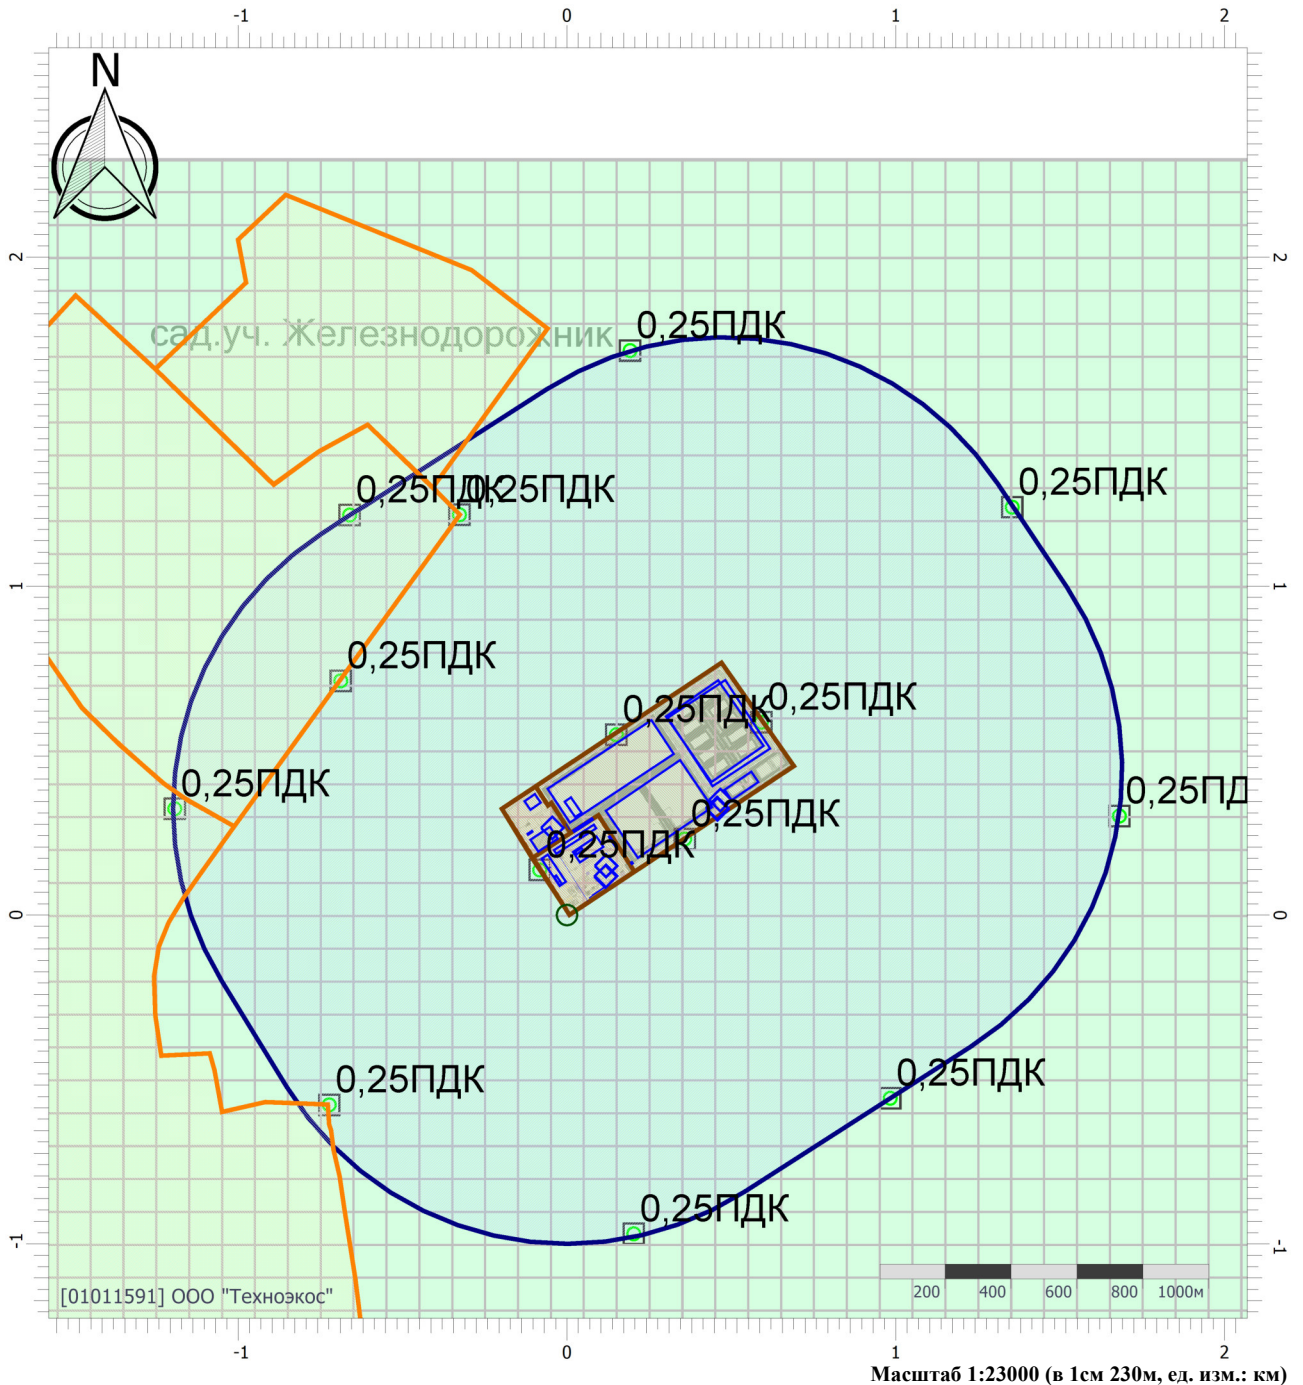 -1 0 1 2
N
2 2
сад.уч. Железнодорожник
0,25ПДК
0,25ПДК
0,25ПДК 0,25ПДК
1 1
0,25ПДК
0,25ПДК 0,25ПДК
0,25ПДК 0,25ПД
0,25ПДК
0,25ПДК
0 0
0,25ПДК 0,25ПДК
0,25ПДК
-1 -1
200 400 600 800 1000м
[01011591] ООО "Техноэкос"
-1 0 1 2
Масштаб 1:23000 (в 1см 230м, ед. изм.: км)